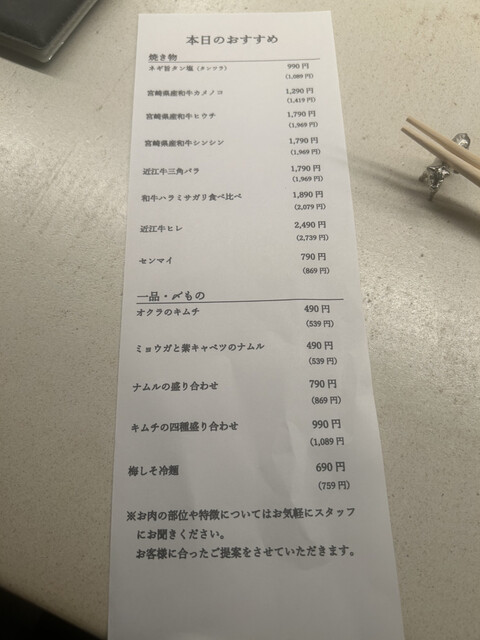 本日のおすすめ
焼き物
ネギ旨タン塩（タンツラ） 990円
(1,089円)
宮崎県産和牛カメノコ 1,290円
(1,419円)
宮崎県産和牛ヒウチ 1,790円
(1,969円)
宮崎県産和牛シンシン 1,790円
(1,969円)
近江牛三角バラ 1,790円
(1,969円)
和牛ハラミサガリ食べ比べ 1,890円
(2,079円)
近江牛ヒレ 2,490円
(2,739円)
センマイ 790円
(869円)
一品・〆もの
オクラのキムチ 490円
(539円)
ミョウガと紫キャベツのナムル 490円
(539円)
ナムルの盛り合わせ 790円
(869円)
キムチの四種盛り合わせ 990円
(1,089円
梅しそ冷麺 690円
(759円)
※お肉の部位や特徴についてはお気軽にスタッフ
にお聞きください。
お客様に合ったご提案をさせていただきます。